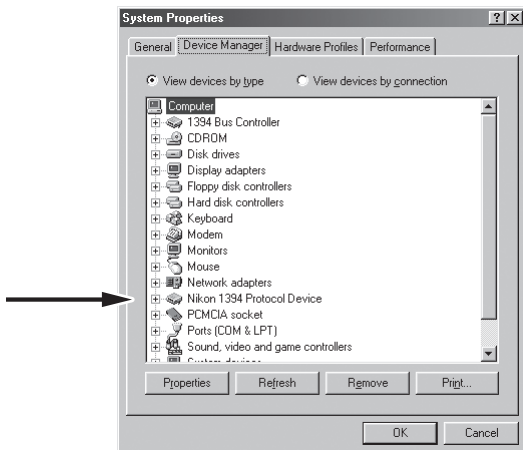 System Properties
General Device Manager Hardware Profiles Performance
View devices by type View devices by connection
Computer
1394 Bus Controller
CDROM
Disk drives
Display adapters
Floppy disk controllers
Hard disk controllers
Keyboard
Modem
Monitors
Mouse
Network adapters
Nikon 1394 Protocol Device
PCMCIA socket
Ports (COM & LPT)
Sound, video and game controllers
System devices
Properties Refresh Remove Print...
OK Cancel